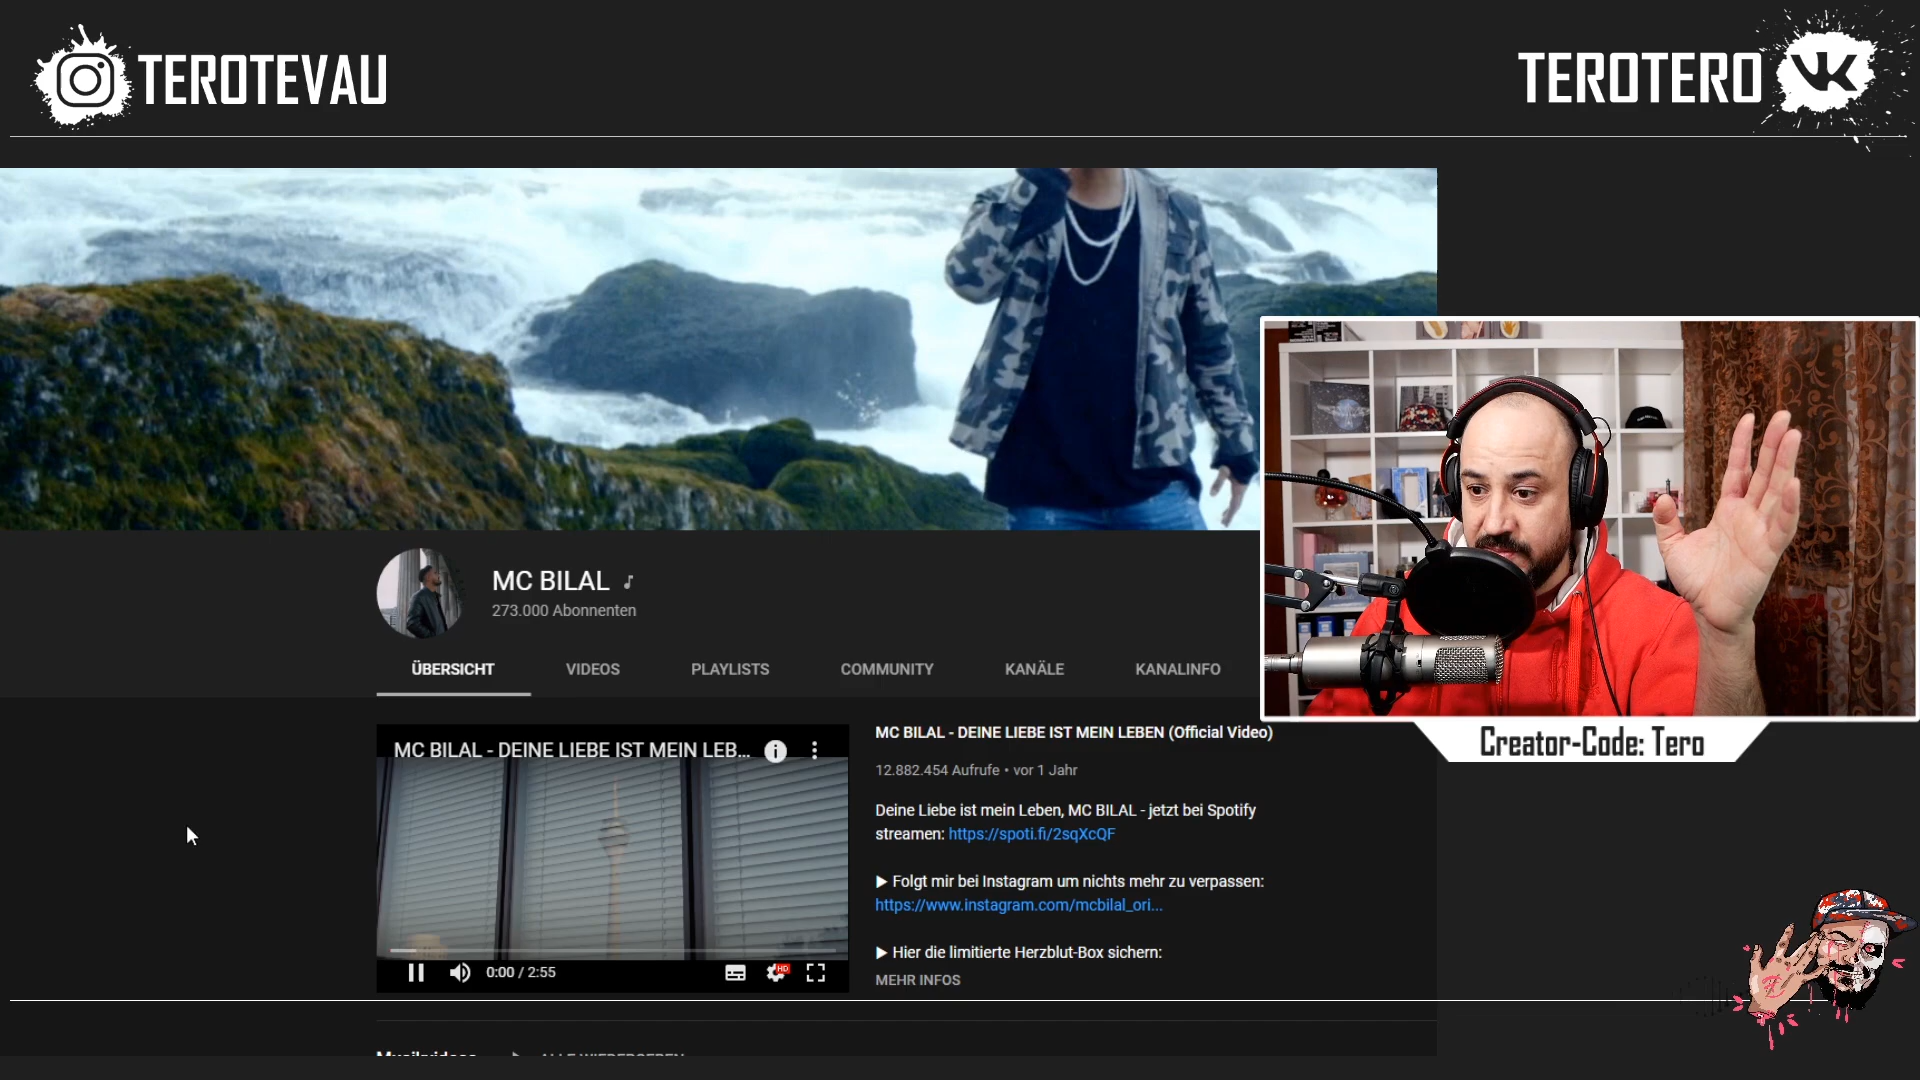 TEROTEVAU
TEROTERO
MC BILAL
273.000 Abonnenten
ÜBERSICHT
VIDEOS
PLAYLISTS
COMMUNITY
KANÄLE
KANALINFO
MC BILAL - DEINE LIEBE IST MEIN LEB...
0:00 / 2:55
HD
MC BILAL - DEINE LIEBE IST MEIN LEBEN (Official Video)
12.882.454 Aufrufe • vor 1 Jahr
Deine Liebe ist mein Leben, MC BILAL - jetzt bei Spotify
streamen: https://spoti.fi/2sqXcQF
▶ Folgt mir bei Instagram um nichts mehr zu verpassen:
https://www.instagram.com/mcbilal_ori...
▶ Hier die limitierte Herzblut-Box sichern:
MEHR INFOS
Creator-Code: Tero
Musikvideos
ALLE WIEDERGEBEN